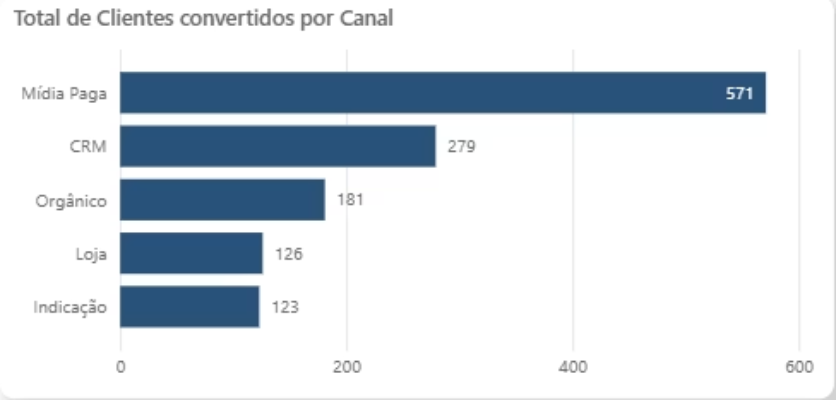 Total de Clientes convertidos por Canal
Mídia Paga 571
CRM 279
Orgânico 181
Loja 126
Indicação 123
0 200 400 600